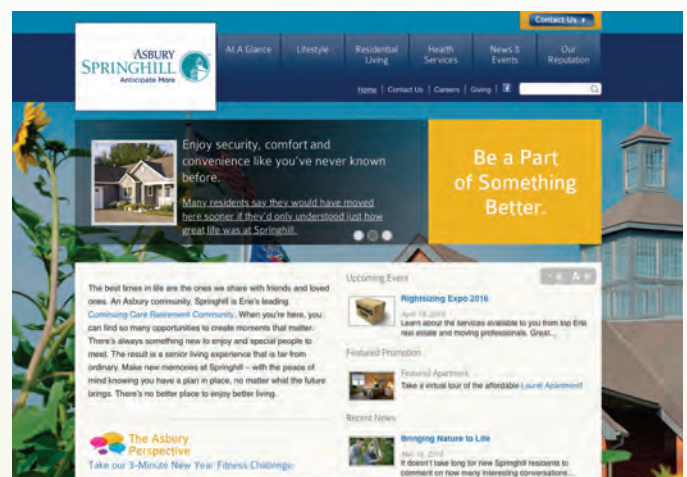 Contact Us
ASBURY
SPRINGHILL
Anticipate More
At A Glance
Lifestyle
Residential
Living
Health
Services
News &
Events
Our
Reputation
Home | Contact Us | Careers | Giving |
Enjoy security, comfort and
convenience like you've never known
before.
Many residents say they would have moved
here sooner if they'd only understood just how
great life was at Springhill.
Be a Part
of Something
Better.
The best times in life are the ones we share with friends and loved
ones. An Asbury community, Springhill is Erie's leading
Continuing Care Retirement Community. When you're here, you
can find so many opportunities to create moments that matter.
There's always something new to enjoy and special people to
meet. The result is a senior living experience that is far from
ordinary. Make new memories at Springhill – with the peace of
mind knowing you have a plan in place, no matter what the future
brings. There's no better place to enjoy better living.
The Asbury
Perspective
Take our 3-Minute New Year Fitness Challenge
Upcoming Event
Rightsizing Expo 2016
April 18, 2016
Learn about the services available to you from top Erie
real estate and moving professionals. Great...
Featured Promotion
Featured Apartment
Take a virtual tour of the affordable Laurel Apartment!
Recent News
Bringing Nature to Life
Mar. 16, 2016
It doesn't take long for new Springhill residents to
comment on how many interesting conversations...